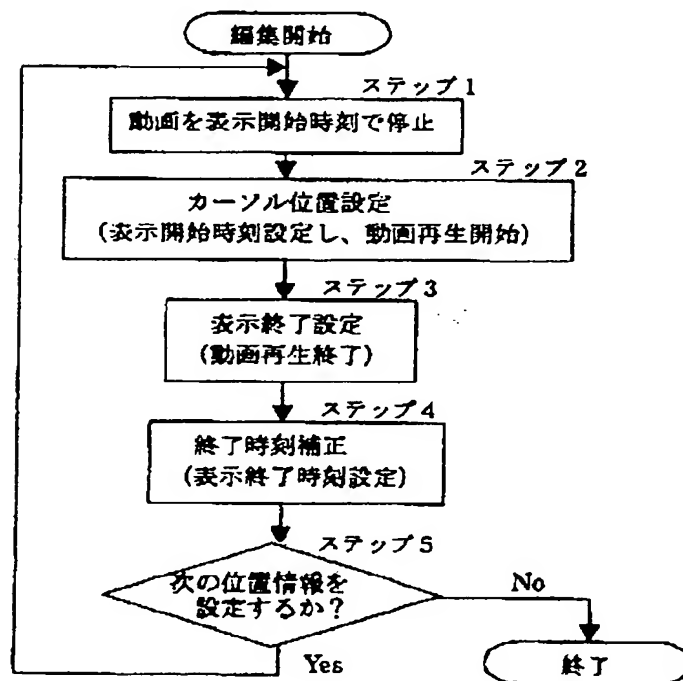 編集開始
ステップ1
動画を表示開始時刻で停止
ステップ2
カーソル位置設定
(表示開始時刻設定し、動画再生開始)
ステップ3
表示終了設定
(動画再生終了)
ステップ4
終了時刻補正
(表示終了時刻設定)
ステップ5
次の位置情報を
設定するか?
No
Yes
終了